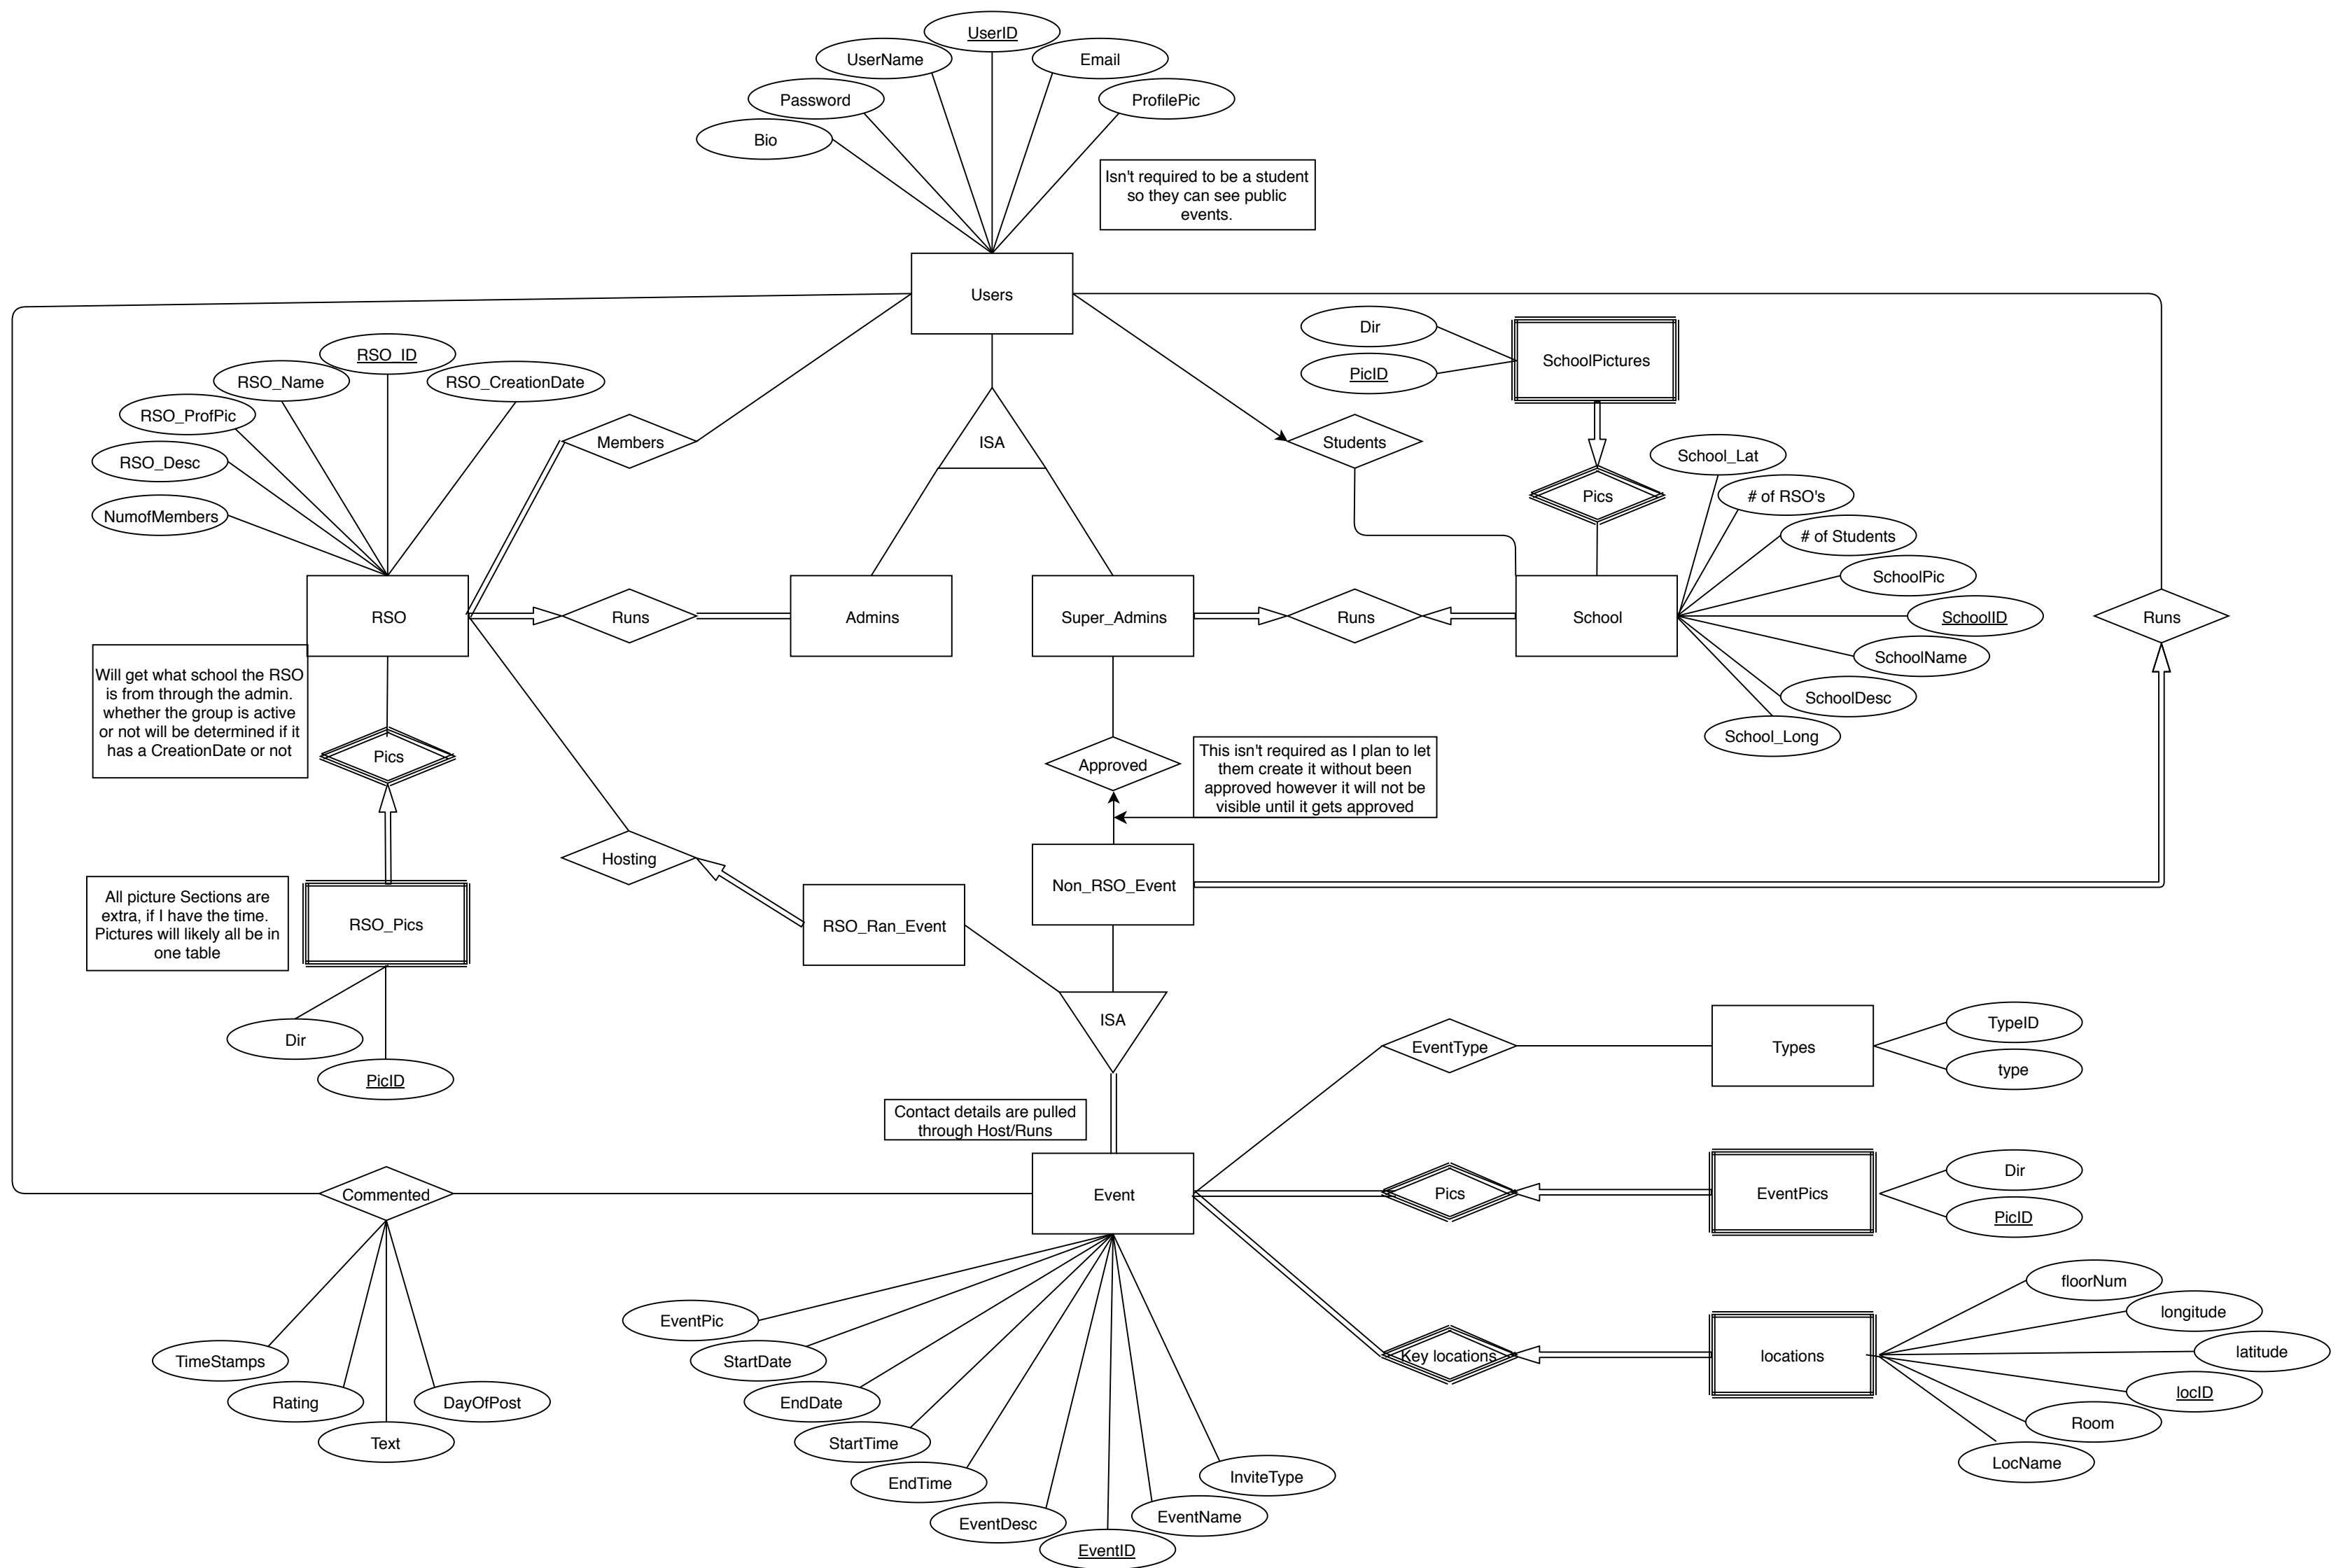 UserID
UserName
Email
Password
ProfilePic
Bio
Isn't required to be a student
so they can see public
events.
Users
Dir
SchoolPictures
PicID
RSO_ID
RSO_Name
RSO_CreationDate
RSO_ProfPic
RSO_Desc
NumofMembers
Members
ISA
Students
School_Lat
Pics
# of RSO's
# of Students
SchoolPic
RSO
Runs
Admins
Super_Admins
Runs
School
SchoolID
Runs
SchoolName
SchoolDesc
School_Long
Will get what school the RSO
is from through the admin.
whether the group is active
or not will be determined if it
has a CreationDate or not
Pics
Approved
This isn't required as I plan to let
them create it without been
approved however it will not be
visible until it gets approved
Hosting
Non_RSO_Event
All picture Sections are
extra, if I have the time.
Pictures will likely all be in
one table
RSO_Pics
RSO_Ran_Event
ISA
Dir
PicID
EventType
Types
TypeID
type
Contact details are pulled
through Host/Runs
Commented
Event
Pics
EventPics
Dir
PicID
Key locations
locations
floorNum
longitude
latitude
locID
Room
LocName
TimeStamps
Rating
DayOfPost
Text
EventPic
StartDate
EndDate
StartTime
EndTime
EventDesc
EventID
EventName
InviteType